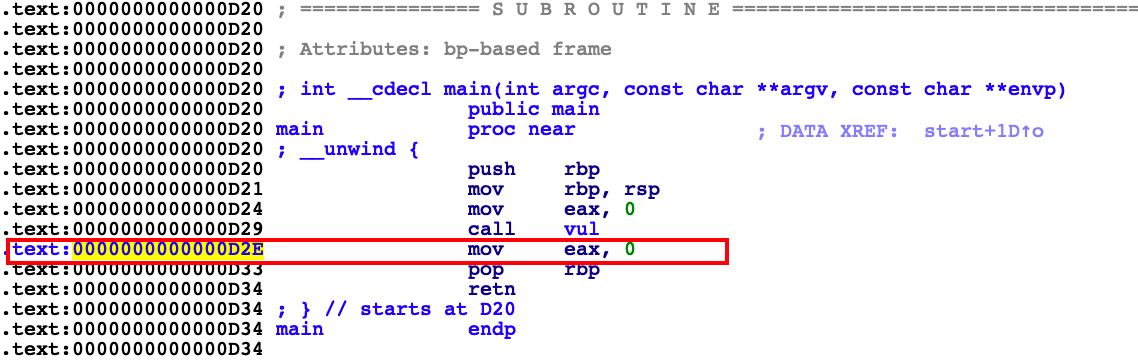 .text:0000000000000D20 ; =============== S U B R O U T I N E =================================
.text:0000000000000D20
.text:0000000000000D20 ; Attributes: bp-based frame
.text:0000000000000D20
.text:0000000000000D20 ; int __cdecl main(int argc, const char **argv, const char **envp)
.text:0000000000000D20 public main
.text:0000000000000D20 main proc near ; DATA XREF: start+1D↑o
.text:0000000000000D20 ; __unwind {
.text:0000000000000D20 push rbp
.text:0000000000000D21 mov rbp, rsp
.text:0000000000000D24 mov eax, 0
.text:0000000000000D29 call vul
.text:0000000000000D2E mov eax, 0
.text:0000000000000D33 pop rbp
.text:0000000000000D34 retn
.text:0000000000000D34 ; } // starts at D20
.text:0000000000000D34 main endp
.text:0000000000000D34